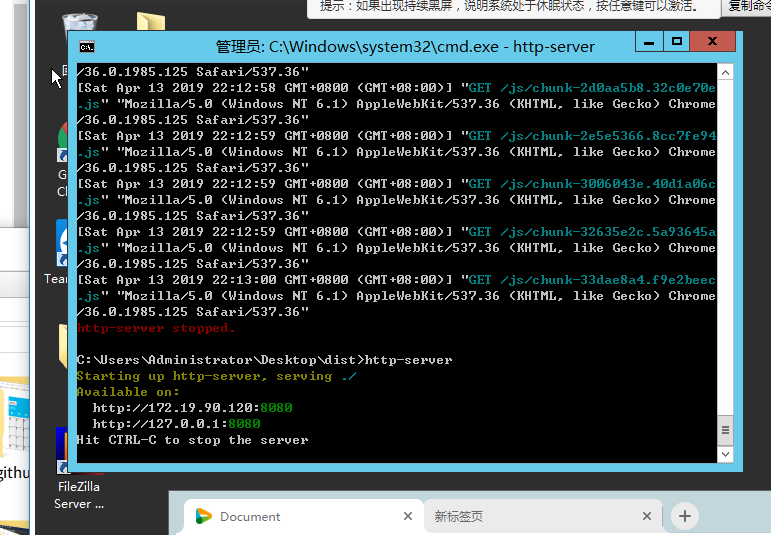 提示：如果出现持续黑屏，说明系统处于休眠状态，按任意键可以激活。
复制命令
管理员: C:\Windows\system32\cmd.exe - http-server
/36.0.1985.125 Safari/537.36"
[Sat Apr 13 2019 22:12:58 GMT+0800 (GMT+08:00)] "GET /js/chunk-2d0aa5b8.32c0e70e
.js" "Mozilla/5.0 (Windows NT 6.1) AppleWebKit/537.36 (KHTML, like Gecko) Chrome
/36.0.1985.125 Safari/537.36"
[Sat Apr 13 2019 22:12:59 GMT+0800 (GMT+08:00)] "GET /js/chunk-2e5e5366.8cc7fe94
.js" "Mozilla/5.0 (Windows NT 6.1) AppleWebKit/537.36 (KHTML, like Gecko) Chrome
/36.0.1985.125 Safari/537.36"
[Sat Apr 13 2019 22:12:59 GMT+0800 (GMT+08:00)] "GET /js/chunk-3006043e.40d1a06c
.js" "Mozilla/5.0 (Windows NT 6.1) AppleWebKit/537.36 (KHTML, like Gecko) Chrome
/36.0.1985.125 Safari/537.36"
[Sat Apr 13 2019 22:12:59 GMT+0800 (GMT+08:00)] "GET /js/chunk-32635e2c.5a93645a
.js" "Mozilla/5.0 (Windows NT 6.1) AppleWebKit/537.36 (KHTML, like Gecko) Chrome
/36.0.1985.125 Safari/537.36"
[Sat Apr 13 2019 22:13:00 GMT+0800 (GMT+08:00)] "GET /js/chunk-33dae8a4.f9e2beec
.js" "Mozilla/5.0 (Windows NT 6.1) AppleWebKit/537.36 (KHTML, like Gecko) Chrome
/36.0.1985.125 Safari/537.36"
http-server stopped.
C:\Users\Administrator\Desktop\dist>http-server
Starting up http-server, serving ./
Available on:
http://172.19.90.120:8080
http://127.0.0.1:8080
Hit CTRL-C to stop the server
G
Ch
Team
githu
FileZilla
Server ...
Document
新标签页